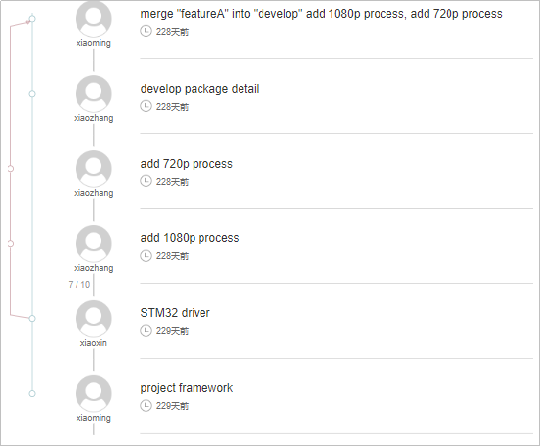 merge "featureA" into "develop" add 1080p process, add 720p process
228天前
xiaoming
develop package detail
228天前
xiaozhang
add 720p process
228天前
xiaozhang
add 1080p process
228天前
xiaozhang
7 / 10
STM32 driver
229天前
xiaoxin
project framework
229天前
xiaoming